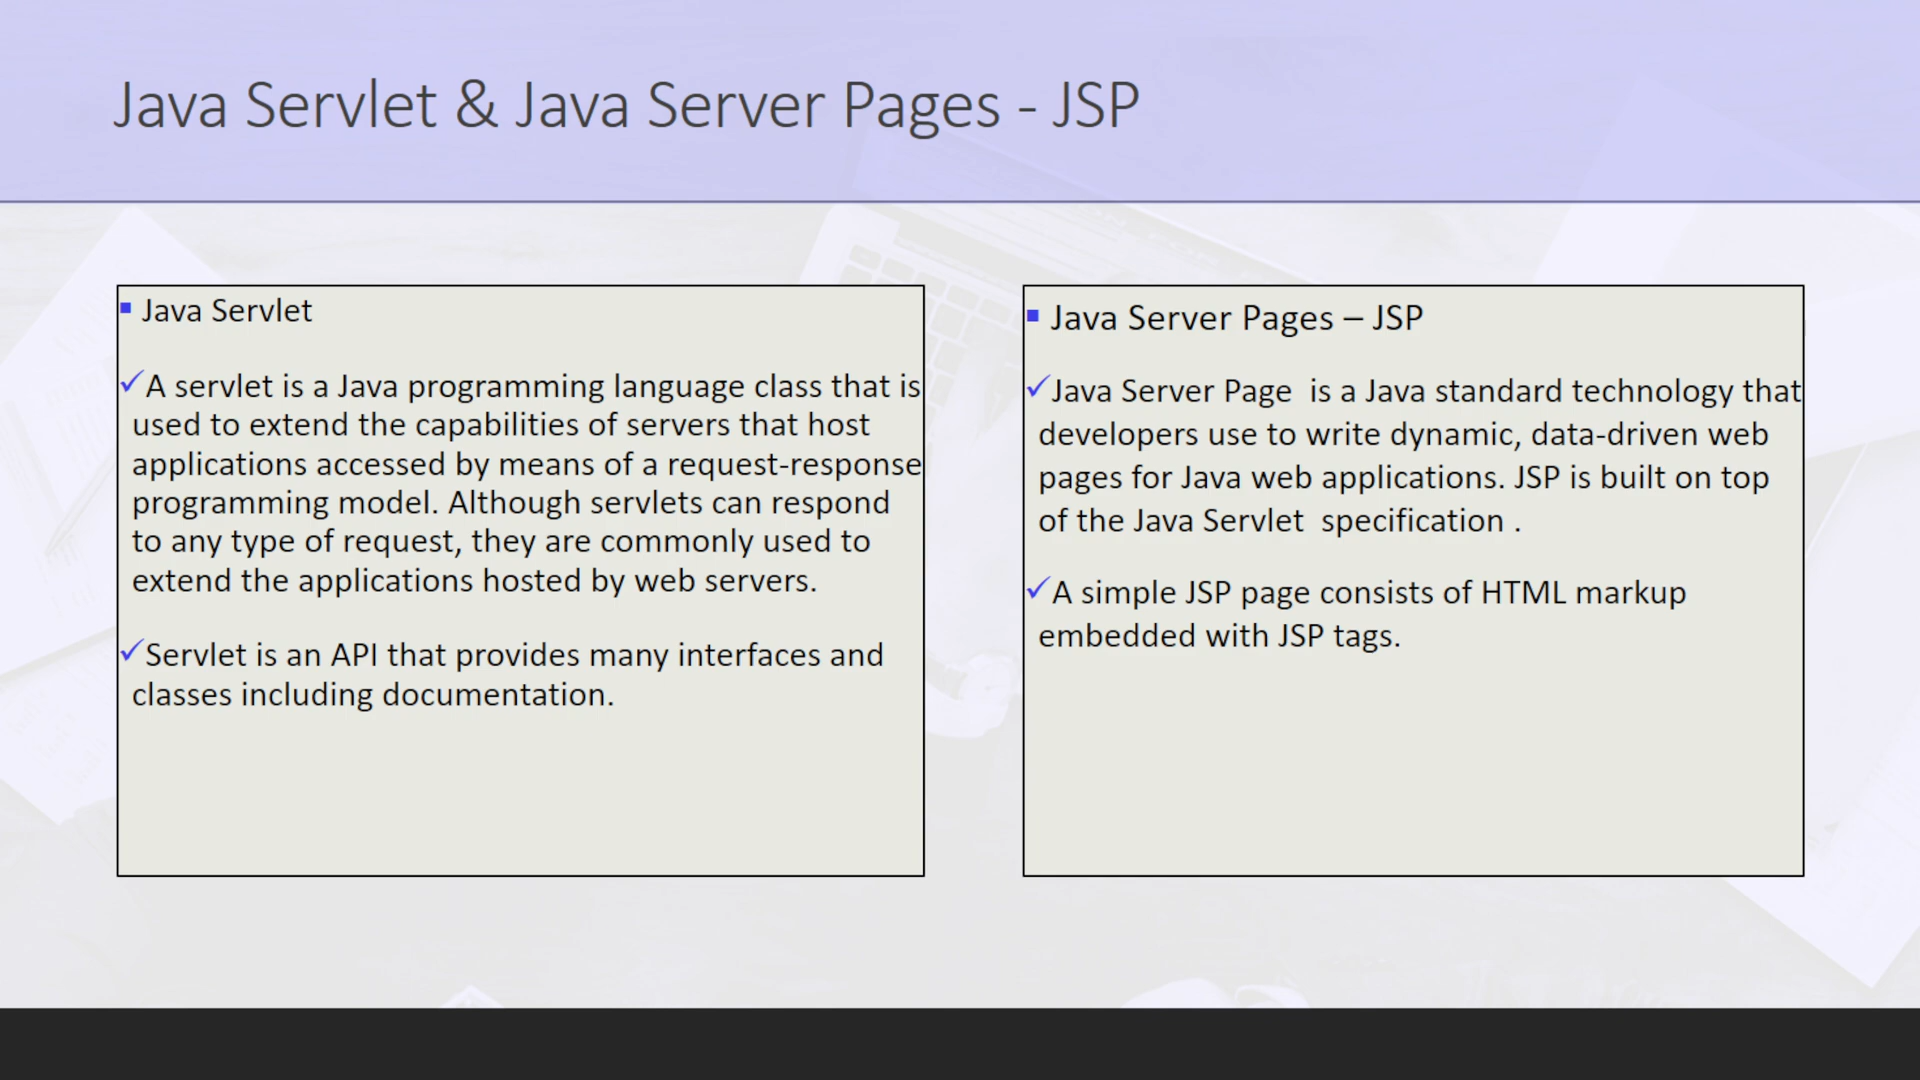 Java Servlet & Java Server Pages - JSP
▪ Java Servlet
✓A servlet is a Java programming language class that is
used to extend the capabilities of servers that host
applications accessed by means of a request-response
programming model. Although servlets can respond
to any type of request, they are commonly used to
extend the applications hosted by web servers.
✓Servlet is an API that provides many interfaces and
classes including documentation.
▪ Java Server Pages – JSP
✓Java Server Page  is a Java standard technology that
developers use to write dynamic, data-driven web
pages for Java web applications. JSP is built on top
of the Java Servlet  specification .
✓A simple JSP page consists of HTML markup
embedded with JSP tags.